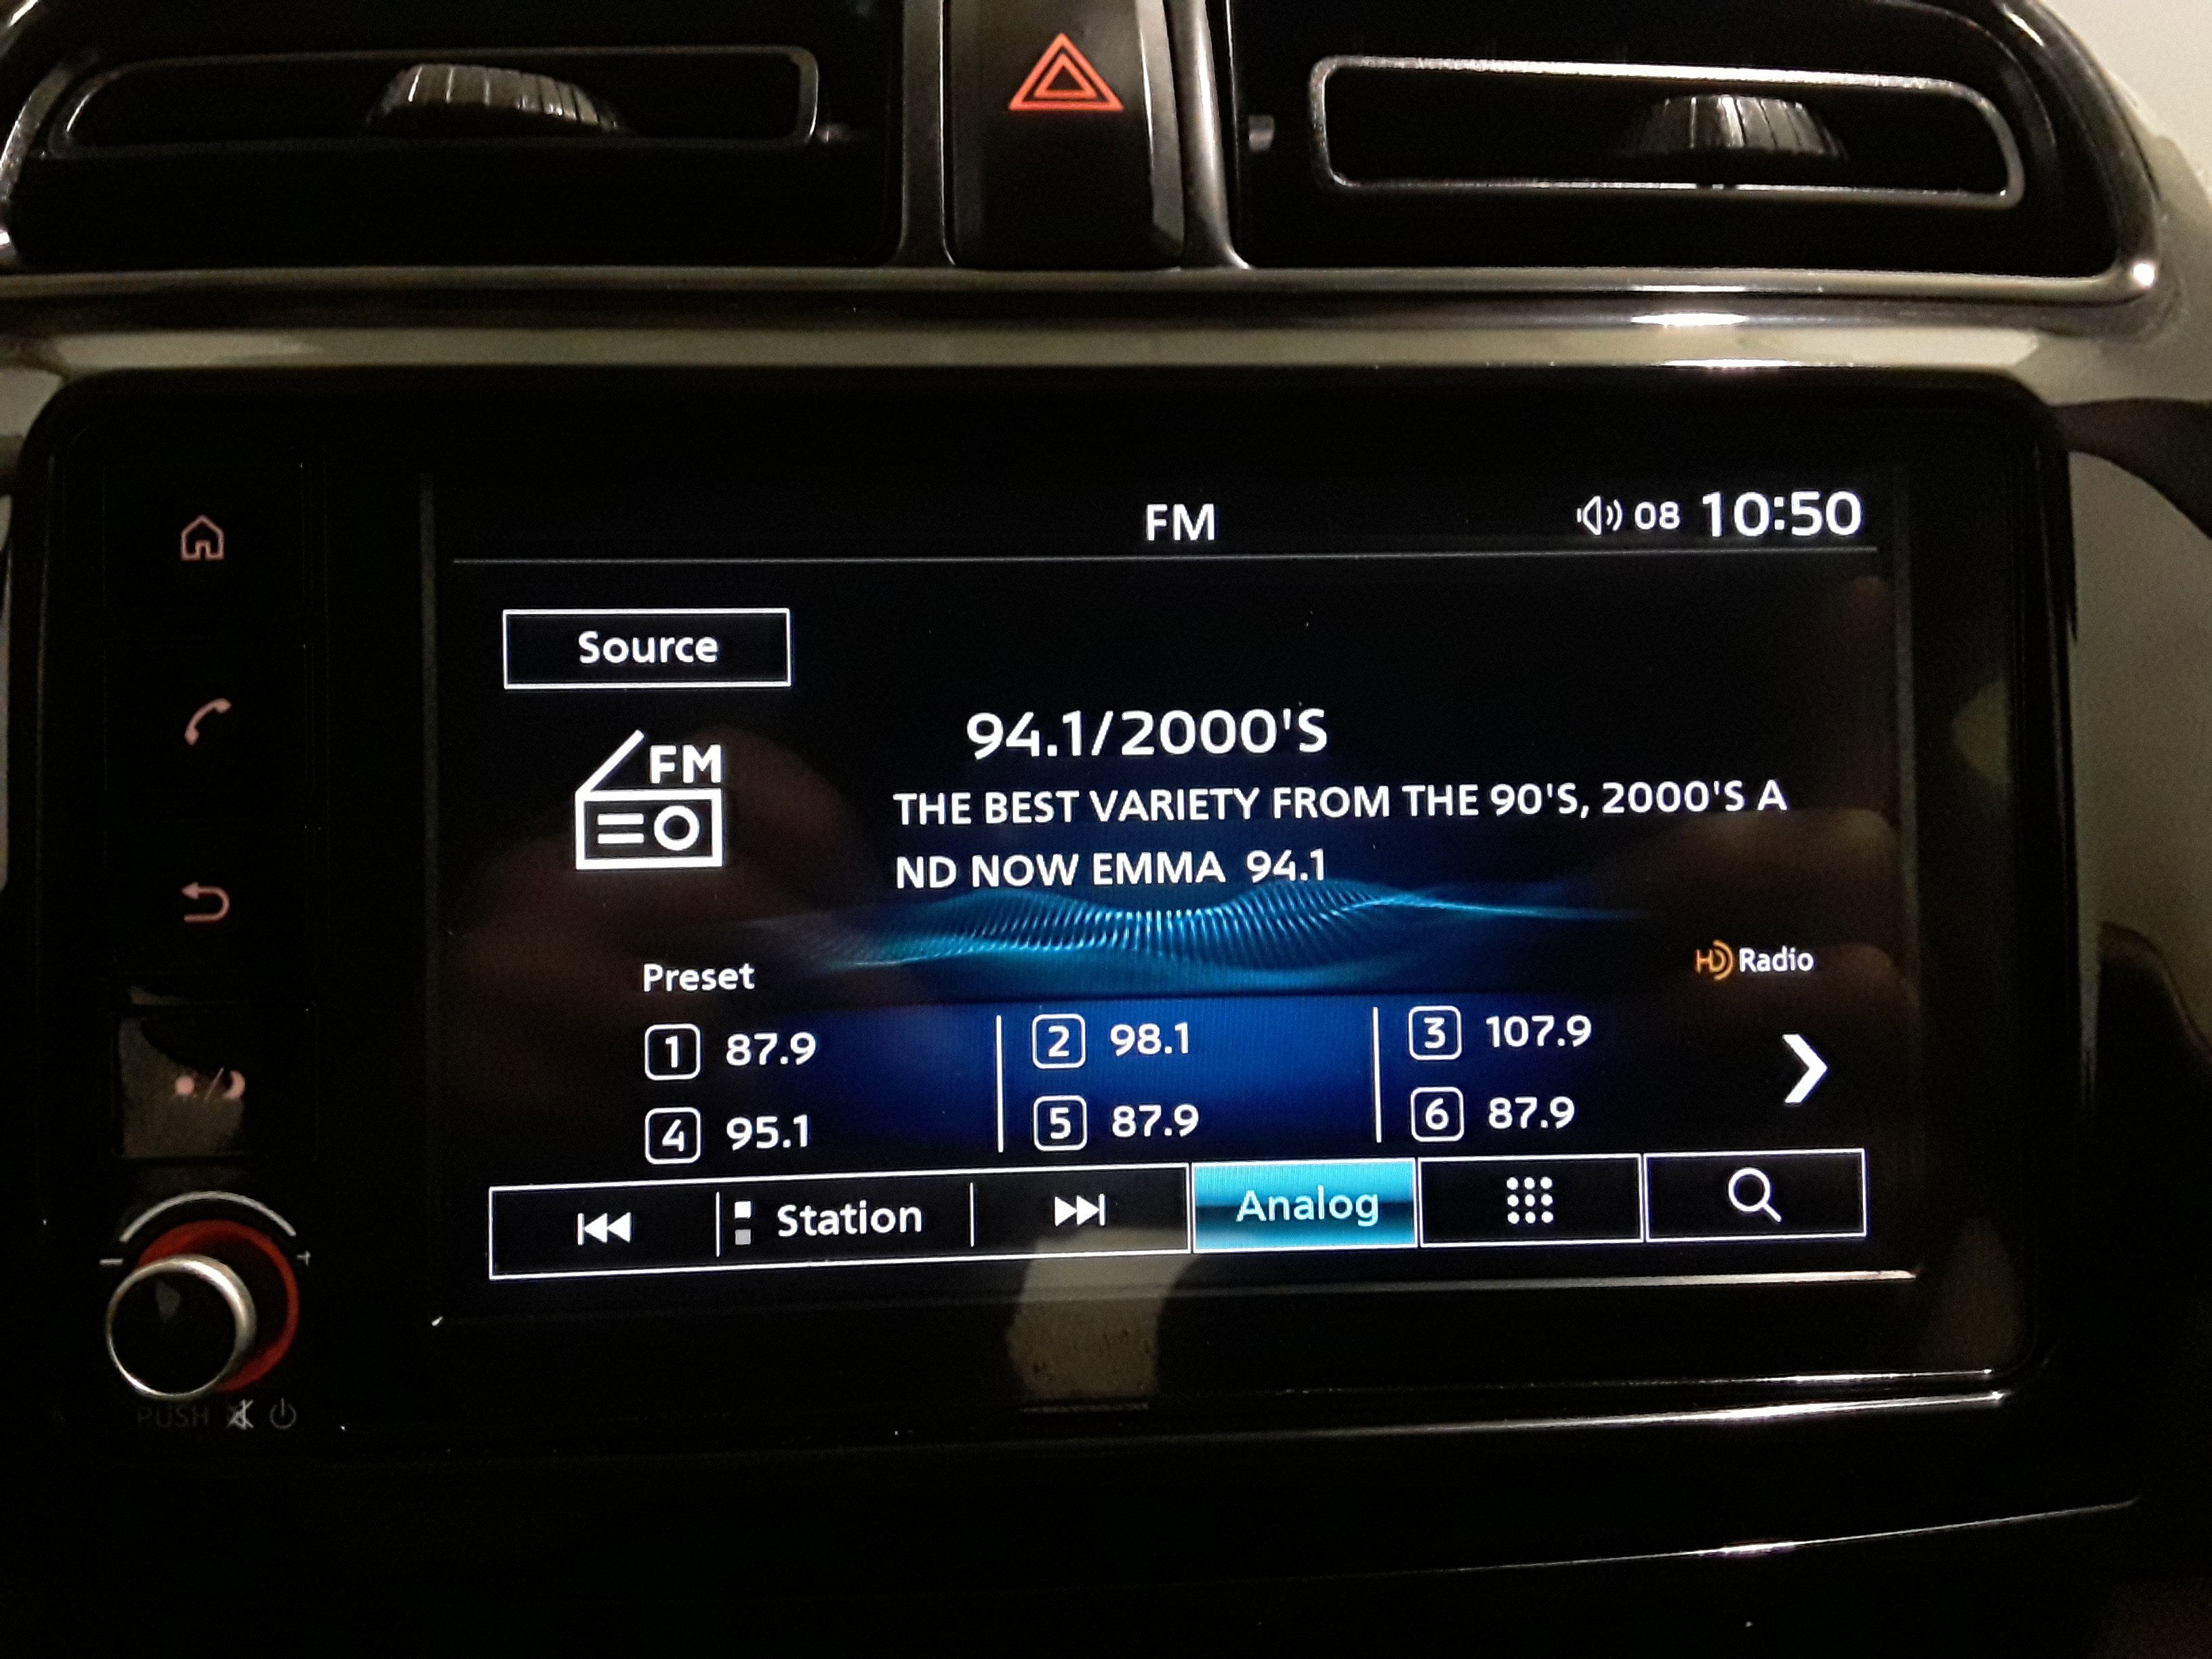 FM 08 10:50
Source
94.1/2000'S
FM
THE BEST VARIETY FROM THE 90'S, 2000'S A
ND NOW EMMA  94.1
HD Radio
Preset
1 87.9 2 98.1 3 107.9
4 95.1 5 87.9 6 87.9
Station Analog
- +
PUSH